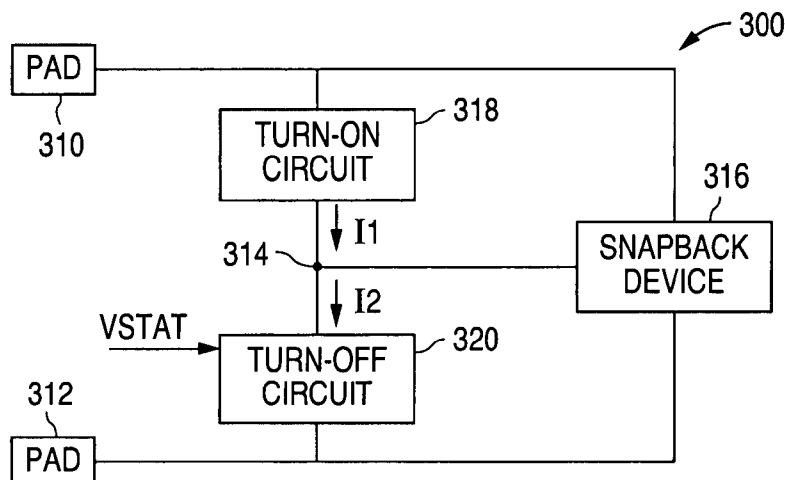 300
PAD
310
TURN-ON
CIRCUIT
318
I1
314
316
SNAPBACK
DEVICE
I2
VSTAT
TURN-OFF
CIRCUIT
320
312
PAD